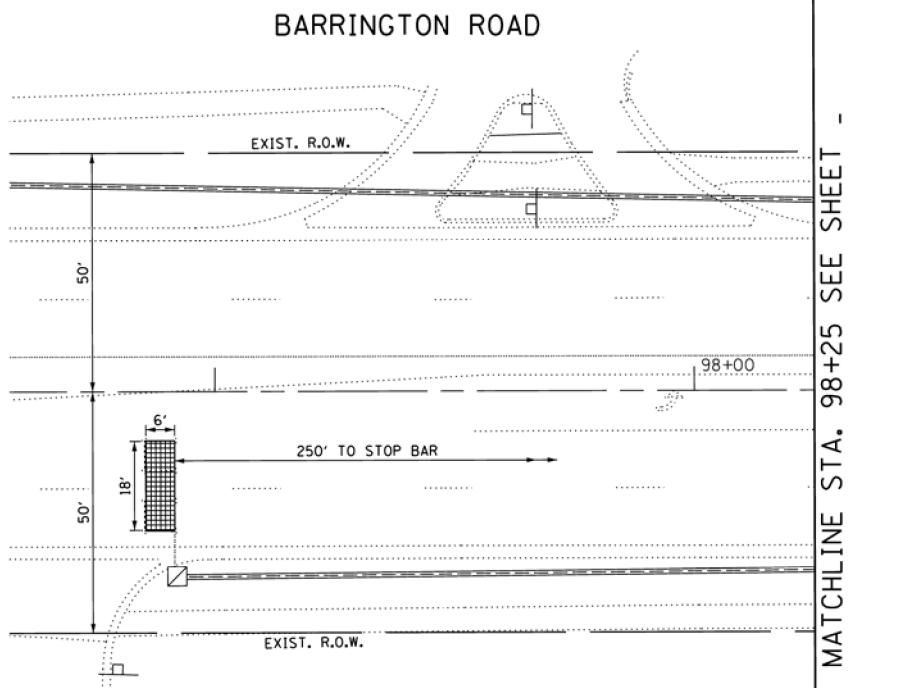 BARRINGTON ROAD
EXIST. R.O.W.
50'
98+00
6'
250' TO STOP BAR
18'
50'
EXIST. R.O.W.
MATCHLINE STA. 98+25 SEE SHEET -